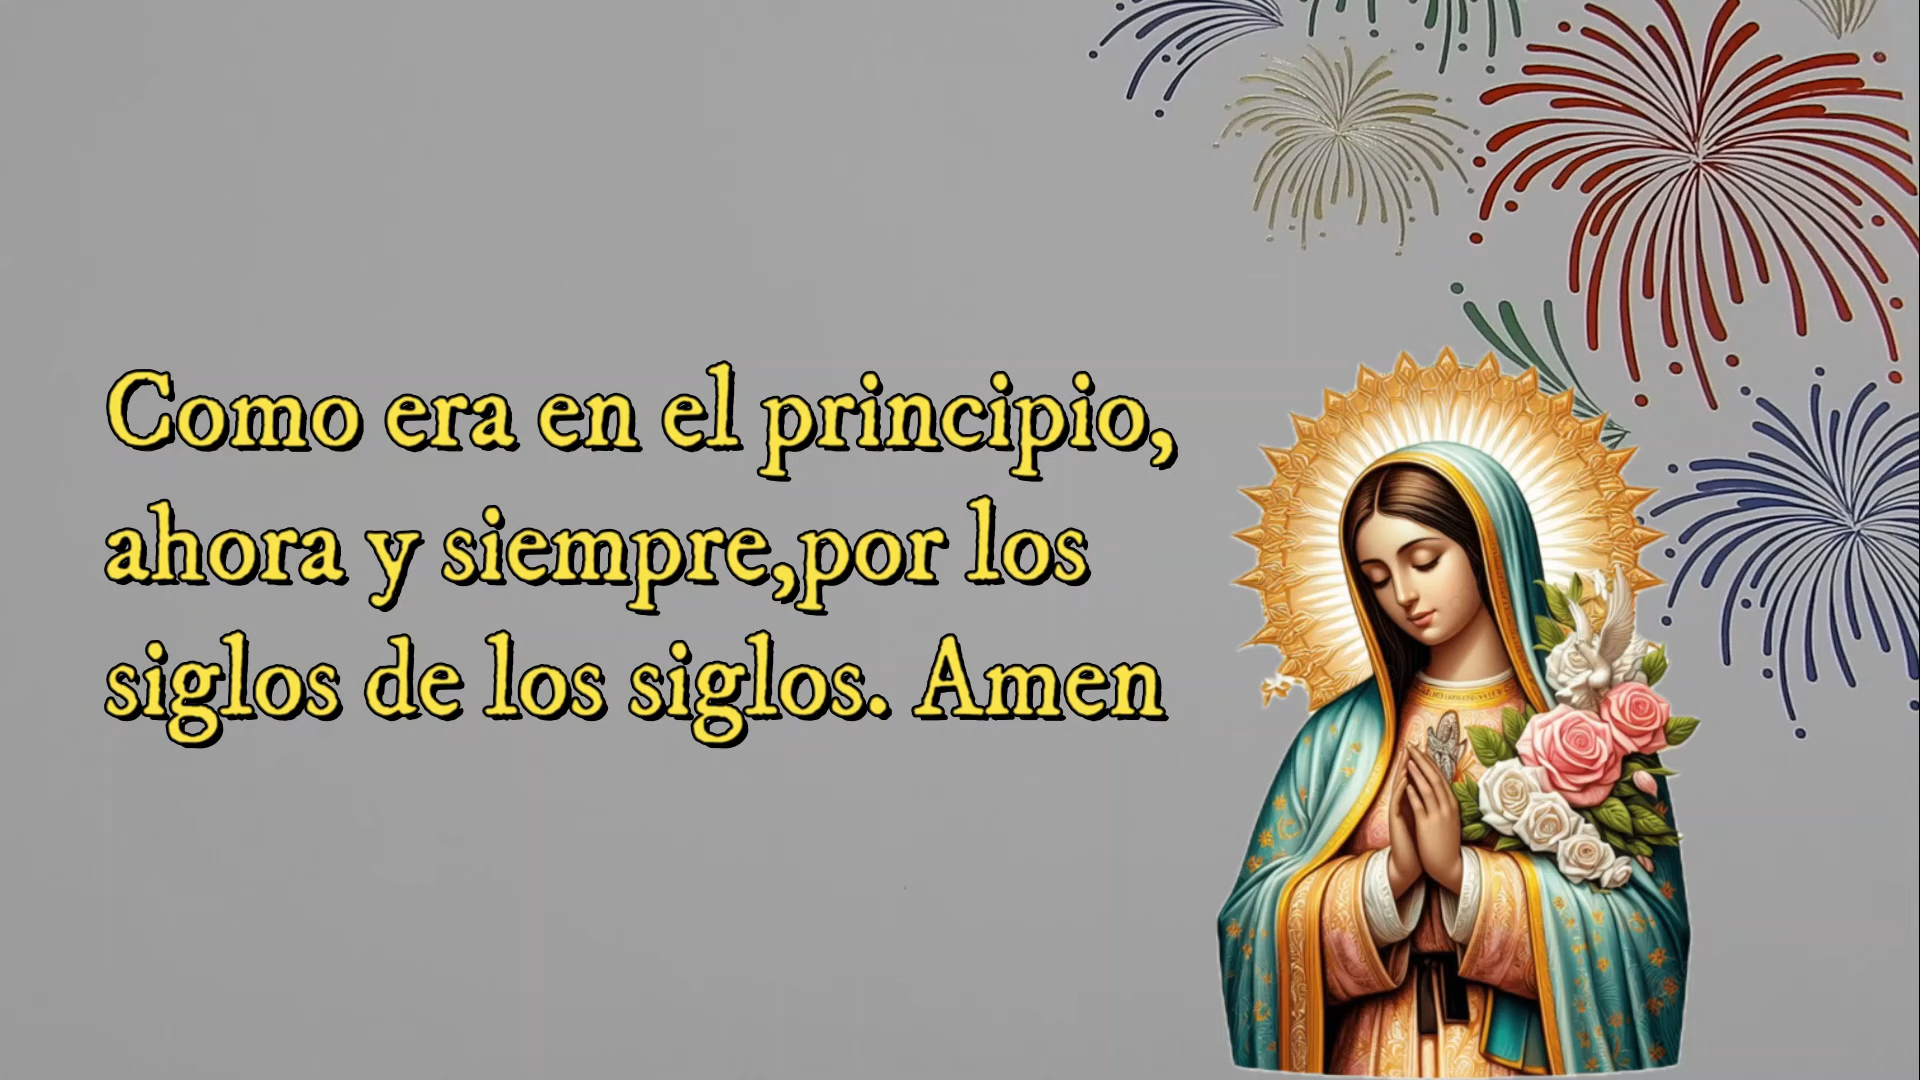 Como era en el principio,
ahora y siempre,por los
siglos de los siglos. Amen